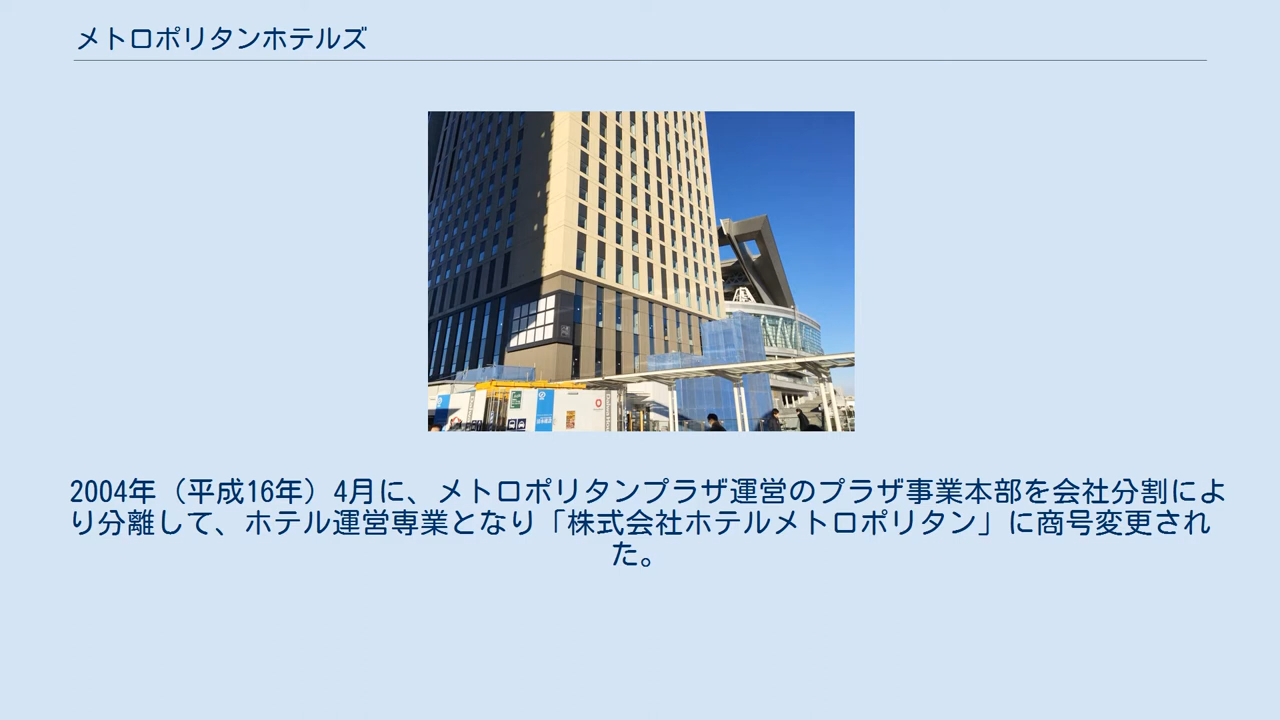 メトロポリタンホテルズ
2004年（平成16年）4月に、メトロポリタンプラザ運営のプラザ事業本部を会社分割によ
り分離して、ホテル運営専業となり「株式会社ホテルメトロポリタン」に商号変更され
た。